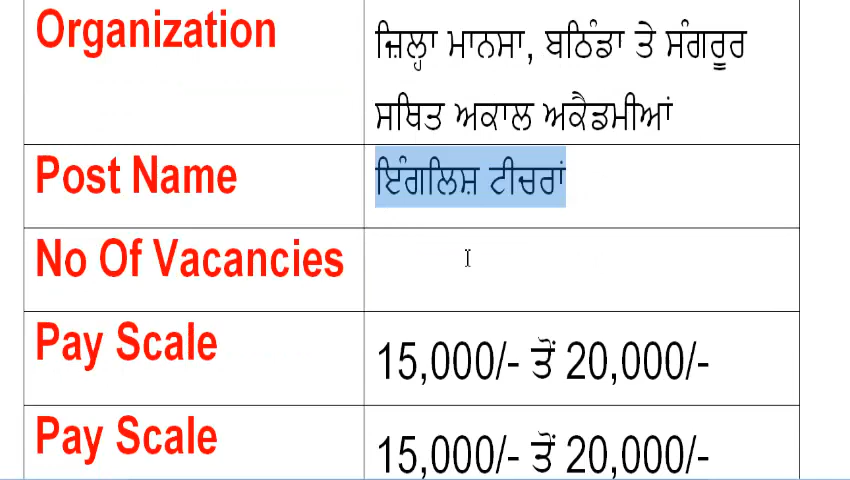 Organization
ਜ਼ਿਲ੍ਹਾ ਮਾਨਸਾ, ਬਠਿੰਡਾ ਤੇ ਸੰਗਰੂਰ
ਸਥਿਤ ਅਕਾਲ ਅਕੈਡਮੀਆਂ
Post Name
ਇੰਗਲਿਸ਼ ਟੀਚਰਾਂ
No Of Vacancies
Pay Scale
15,000/- ਤੋਂ 20,000/-
Pay Scale
15,000/- ਤੋਂ 20,000/-